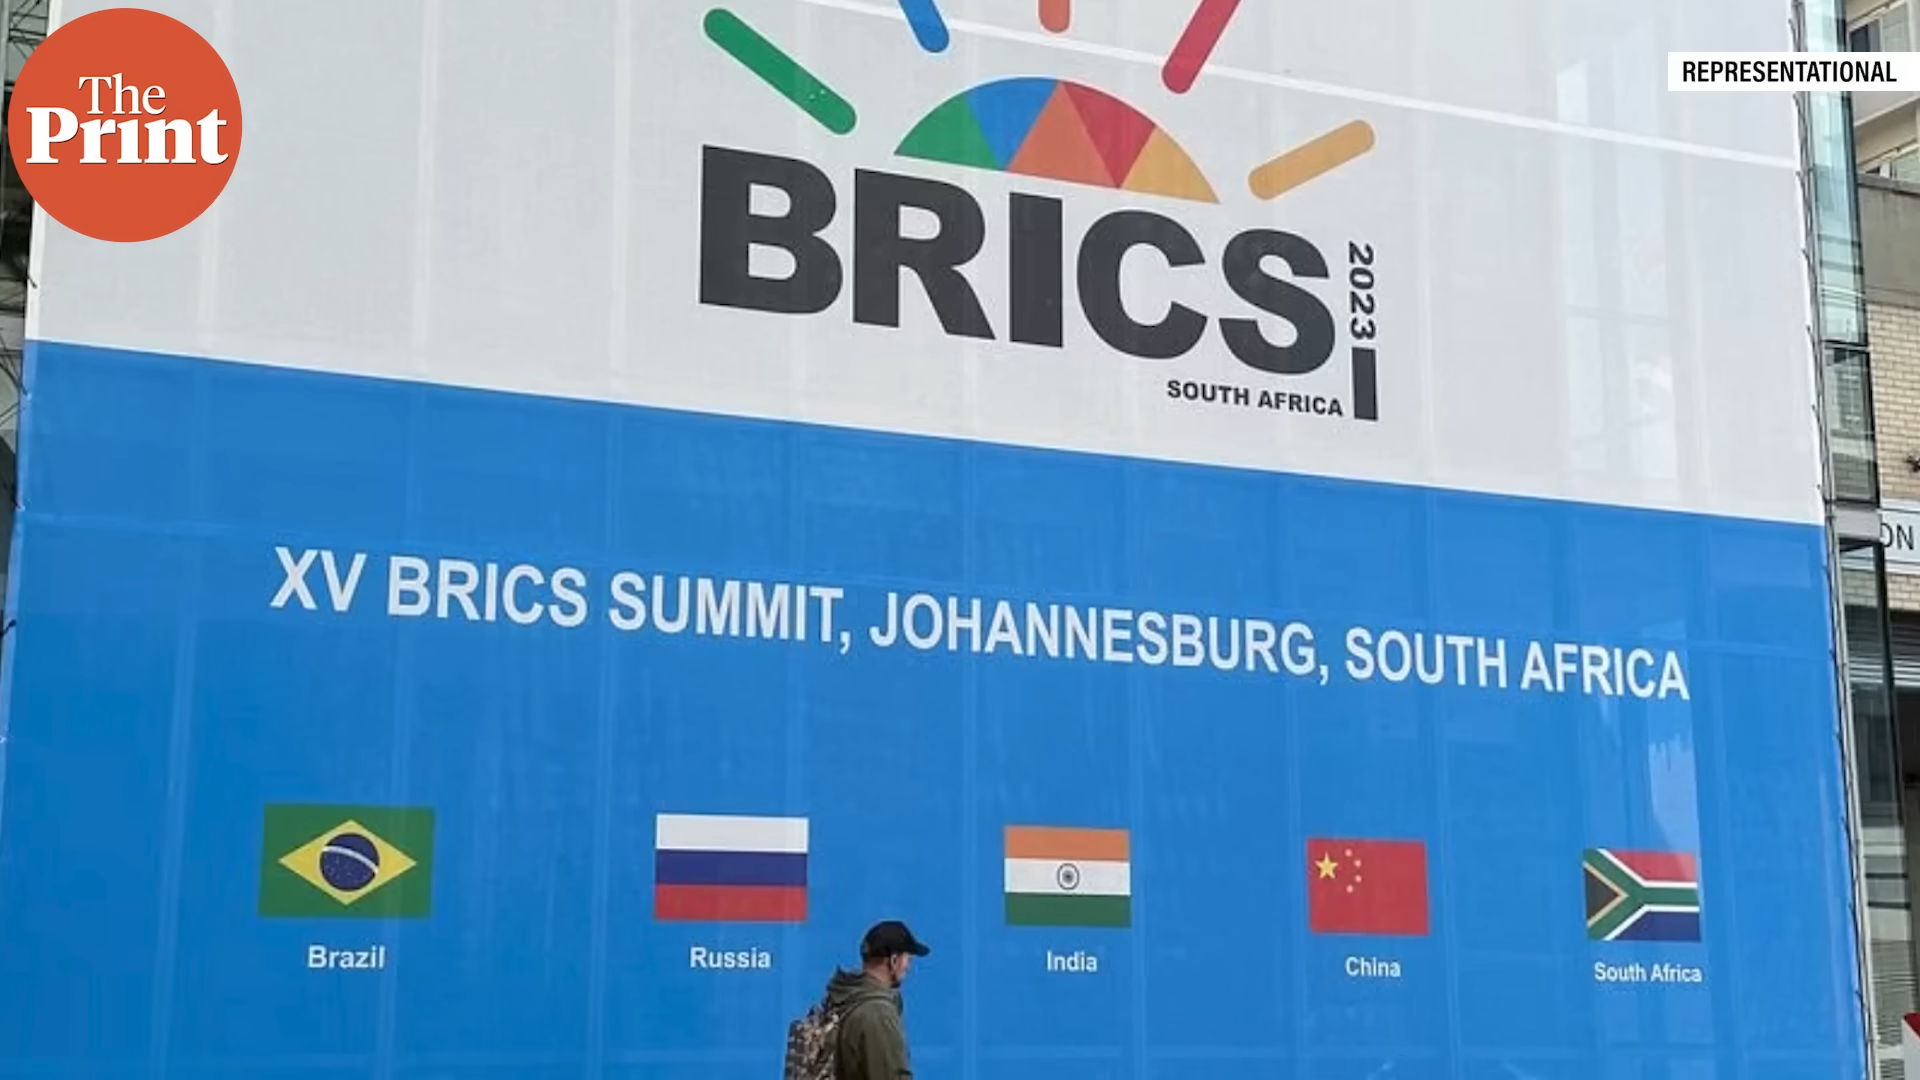 The
Print
REPRESENTATIONAL
BRICS
2023
SOUTH AFRICA
ON
XV BRICS SUMMIT, JOHANNESBURG, SOUTH AFRICA
Brazil
Russia
India
China
South Africa